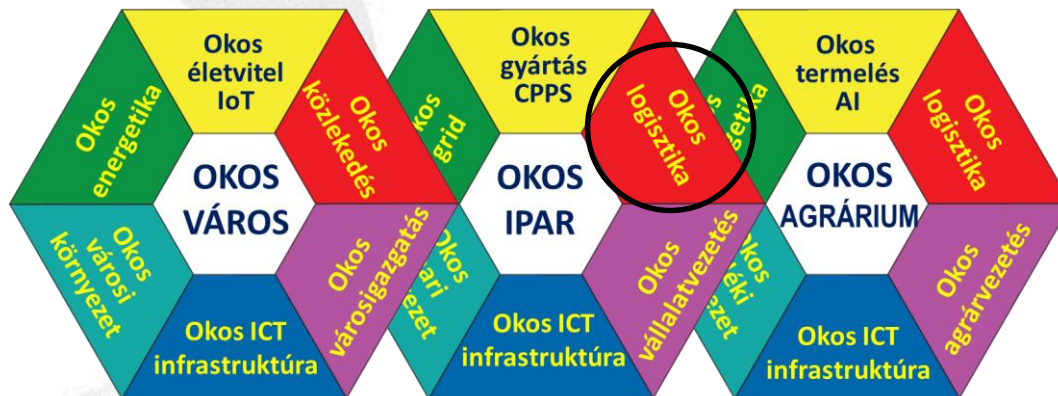 Okos
életvitel
IoT
Okos
energetika
Okos
közlekedés
OKOS
VÁROS
Okos
városi
környezet
Okos
városigazgatás
Okos ICT
infrastruktúra
Okos
gyártás
CPPS
grid
Okos
logisztika
OKOS
IPAR
Okos
vállalatvezetés
Okos ICT
infrastruktúra
Okos
termelés
AI
Okos
logisztika
OKOS
AGRÁRIUM
Okos
Okos
agrárvezetés
Okos ICT
infrastruktúra